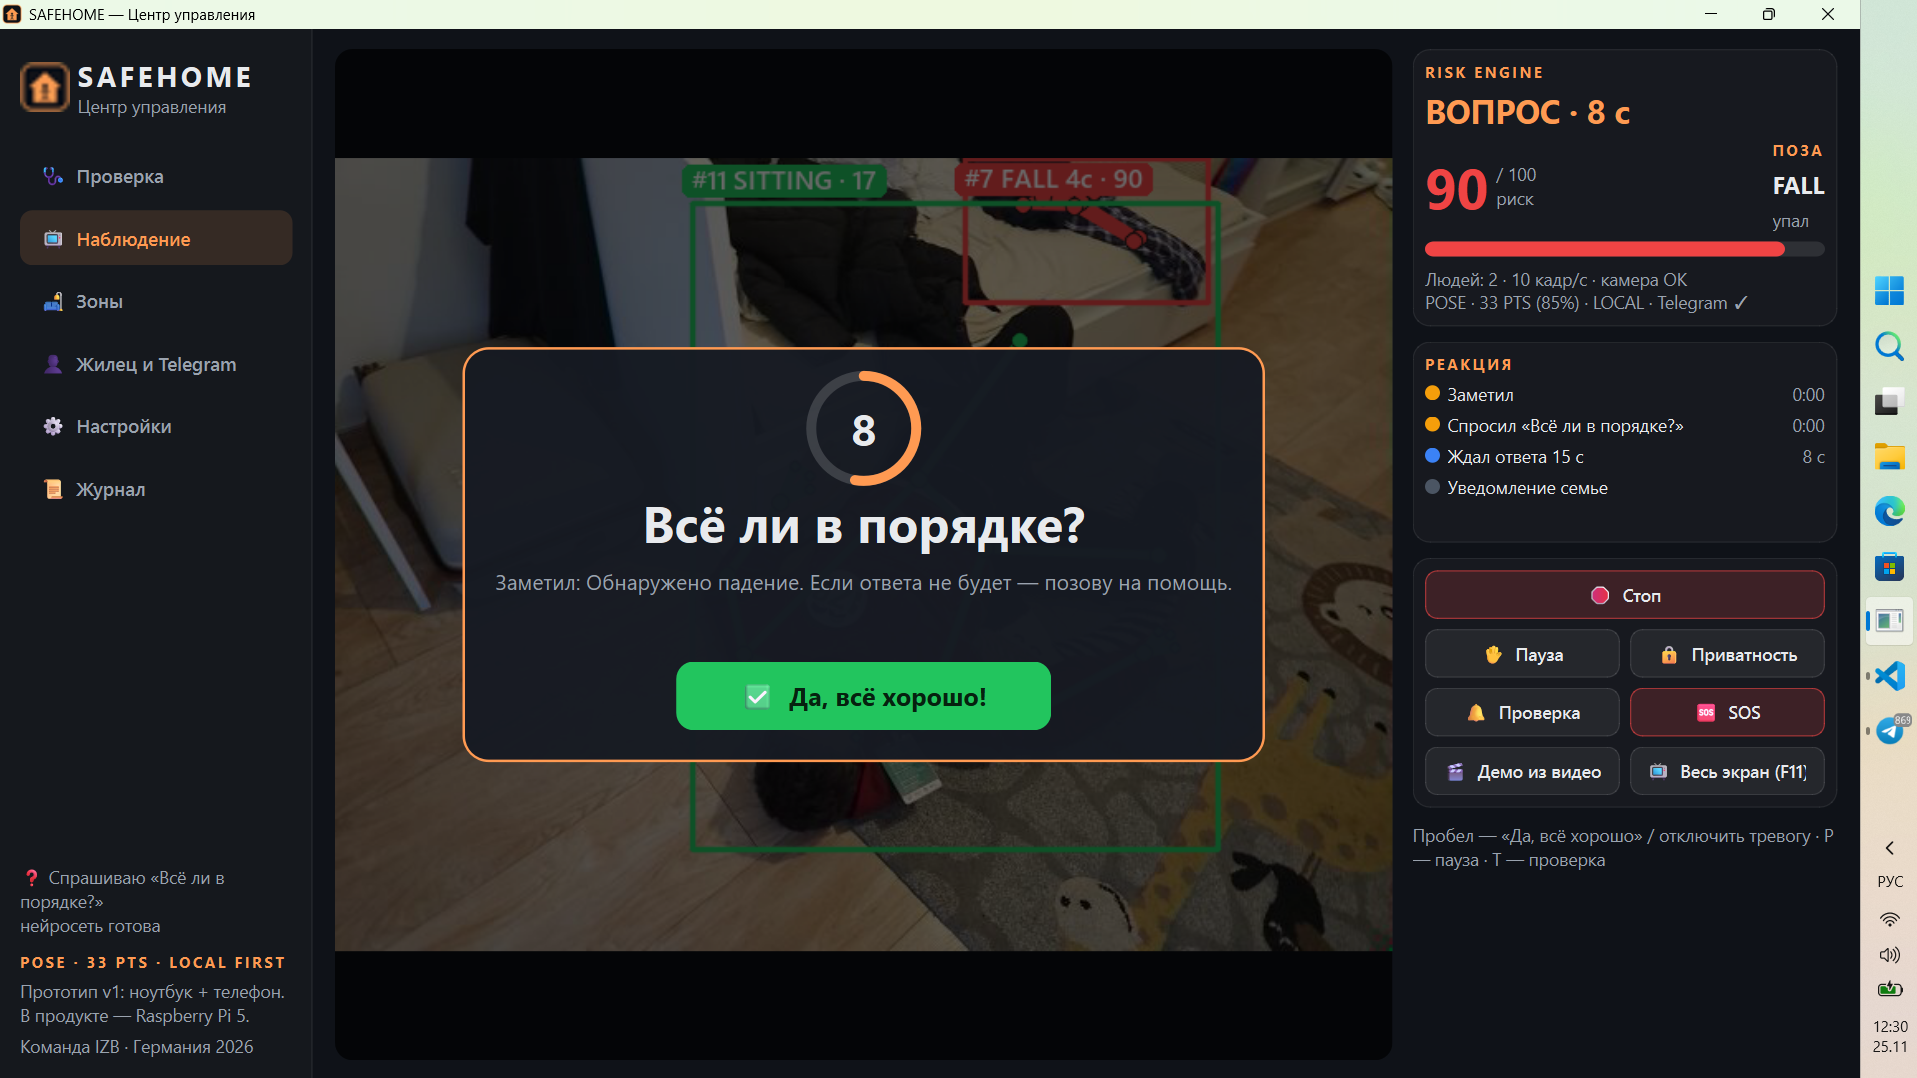 SAFEHOME — Центр управления
SAFEHOME
Центр управления
Проверка
Наблюдение
Зоны
Жилец и Telegram
Настройки
Журнал
Спрашиваю «Всё ли в
порядке?»
нейросеть готова
POSE · 33 PTS · LOCAL FIRST
Прототип v1: ноутбук + телефон.
В продукте — Raspberry Pi 5.
Команда IZB · Германия 2026
#11 SITTING · 17
#7 FALL 4с · 90
8
Всё ли в порядке?
Заметил: Обнаружено падение. Если ответа не будет — позову на помощь.
Да, всё хорошо!
RISK ENGINE
ВОПРОС · 8 с
90 / 100
риск
ПОЗА
FALL
упал
Людей: 2 · 10 кадр/с · камера OK
POSE · 33 PTS (85%) · LOCAL · Telegram ✓
РЕАКЦИЯ
Заметил 0:00
Спросил «Всё ли в порядке?» 0:00
Ждал ответа 15 с 8 с
Уведомление семье
Стоп
Пауза
Приватность
Проверка
SOS SOS
Демо из видео
Весь экран (F11)
Пробел — «Да, всё хорошо» / отключить тревогу · P
— пауза · T — проверка
869
РУС
12:30
25.11